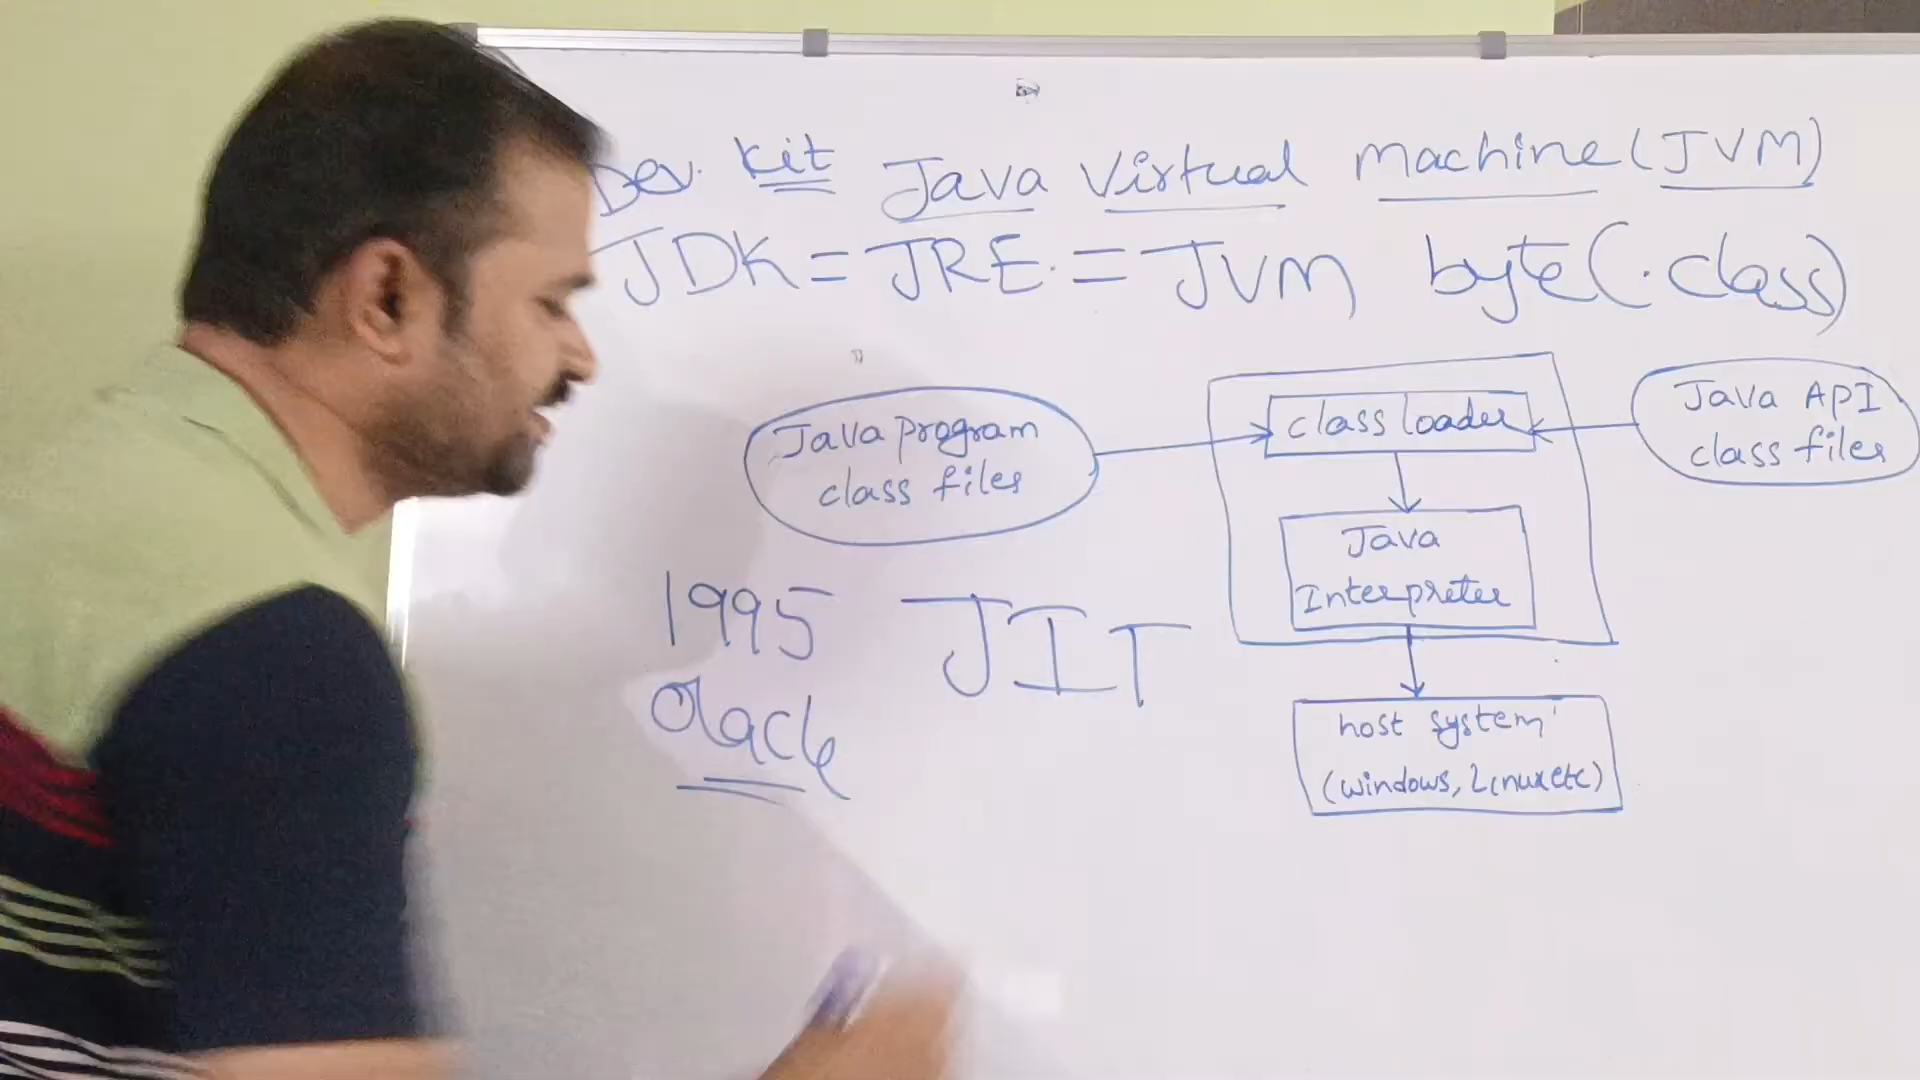 Dev. Kit Java Virtual Machine (JVM)
JDK = JRE = JVM byte(.class)
Java program
class files
class loader
Java API
class files
Java
Interpreter
1995 JIT
Oracle
host system
(windows, Linux etc)